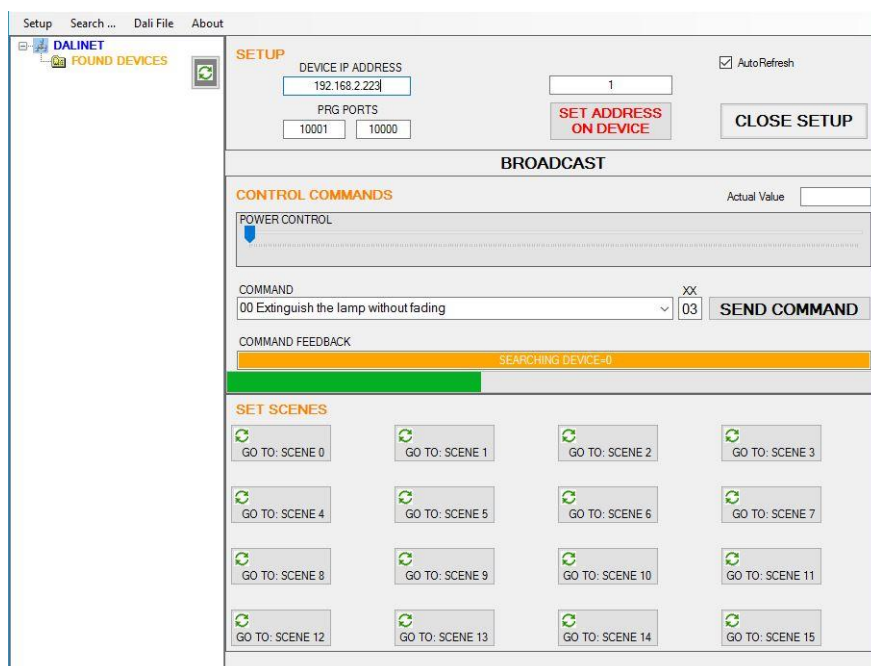 Setup Search ... Dali File About
DALINET
FOUND DEVICES
SETUP
DEVICE IP ADDRESS
192.168.2.223
PRG PORTS
10001 10000
1
SET ADDRESS
ON DEVICE
AutoRefresh
CLOSE SETUP
BROADCAST
CONTROL COMMANDS
Actual Value
POWER CONTROL
COMMAND XX
00 Extinguish the lamp without fading 03 SEND COMMAND
COMMAND FEEDBACK
SEARCHING DEVICE=0
SET SCENES
GO TO: SCENE 0 GO TO: SCENE 1 GO TO: SCENE 2 GO TO: SCENE 3
GO TO: SCENE 4 GO TO: SCENE 5 GO TO: SCENE 6 GO TO: SCENE 7
GO TO: SCENE 8 GO TO: SCENE 9 GO TO: SCENE 10 GO TO: SCENE 11
GO TO: SCENE 12 GO TO: SCENE 13 GO TO: SCENE 14 GO TO: SCENE 15